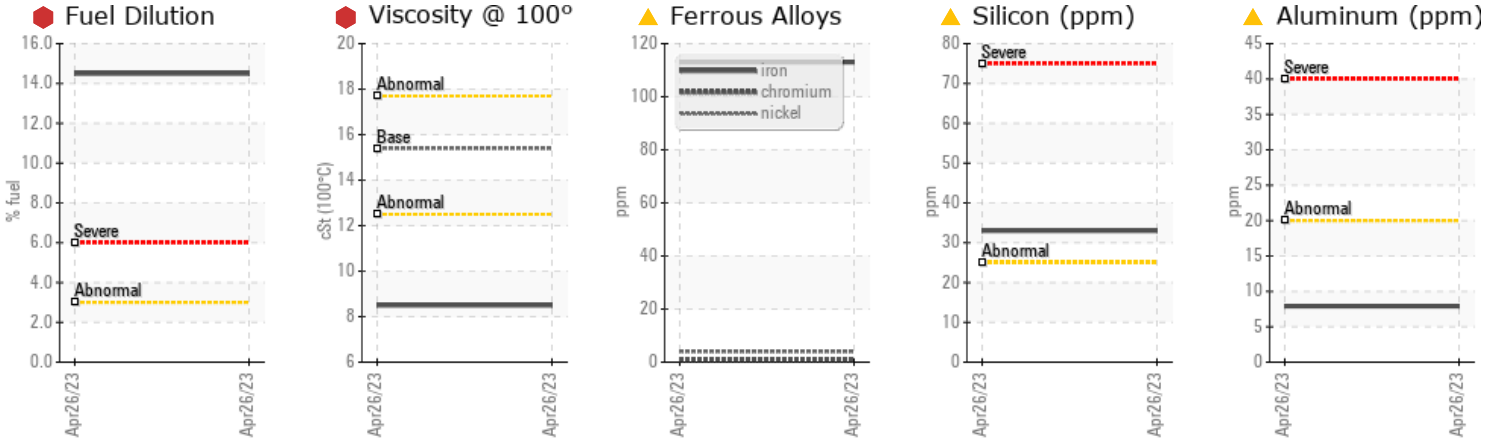 Fuel Dilution
16.0
14.0
12.0
10.0
8.0
6.0
4.0
2.0
0.0
% fuel
Severe
Abnormal
Apr26/23
Apr26/23
Viscosity @ 100°
20
18
16
14
12
10
8
6
cSt (100°C)
Abnormal
Base
Abnormal
Apr26/23
Apr26/23
Ferrous Alloys
120
100
80
60
40
20
0
ppm
iron
chromium
nickel
Apr26/23
Apr26/23
Silicon (ppm)
80
70
60
50
40
30
20
10
0
ppm
Severe
Abnormal
Apr26/23
Apr26/23
Aluminum (ppm)
45
40
35
30
25
20
15
10
5
0
ppm
Severe
Abnormal
Apr26/23
Apr26/23